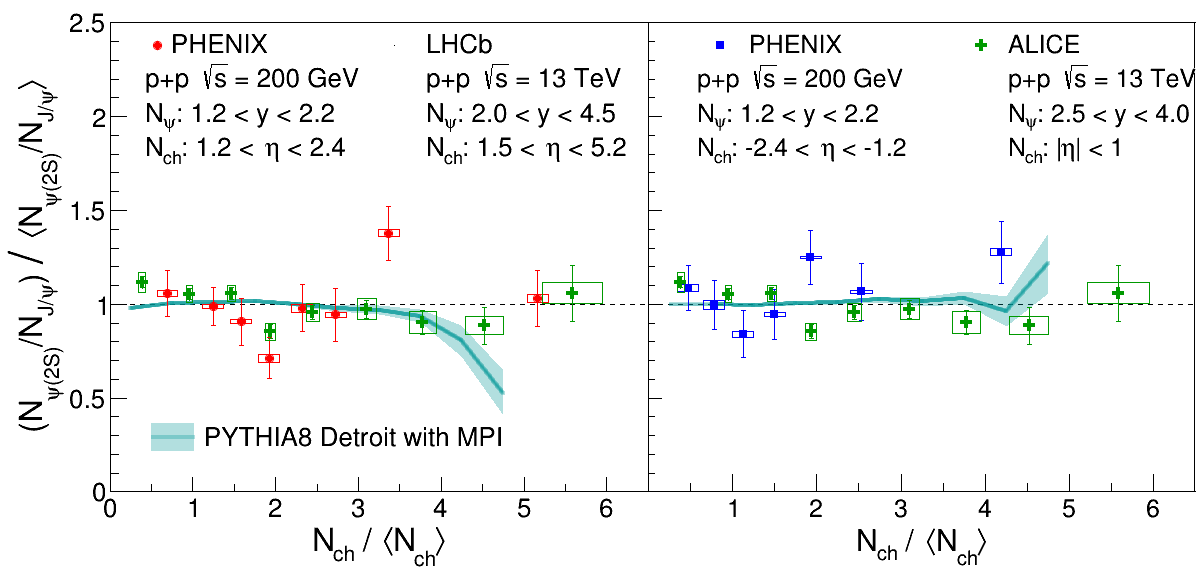 (N_ψ(2S)/N_J/ψ) / ⟨N_ψ(2S)/N_J/ψ⟩
2.5
2
1.5
1
0.5
0
PHENIX
p+p √s = 200 GeV
N_ψ: 1.2 < y < 2.2
N_ch: 1.2 < η < 2.4
LHCb
p+p √s = 13 TeV
N_ψ: 2.0 < y < 4.5
N_ch: 1.5 < η < 5.2
PYTHIA8 Detroit with MPI
0 1 2 3 4 5 6
N_ch / ⟨N_ch⟩
PHENIX
p+p √s = 200 GeV
N_ψ: 1.2 < y < 2.2
N_ch: -2.4 < η < -1.2
ALICE
p+p √s = 13 TeV
N_ψ: 2.5 < y < 4.0
N_ch: |η| < 1
1 2 3 4 5 6
N_ch / ⟨N_ch⟩